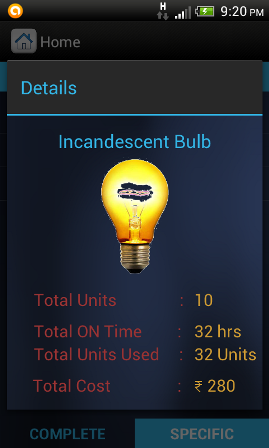 H 9:20 PM
Home
Details
Incandescent Bulb
Total Units : 10
Total ON Time : 32 hrs
Total Units Used : 32 Units
Total Cost : ₹ 280
COMPLETE SPECIFIC